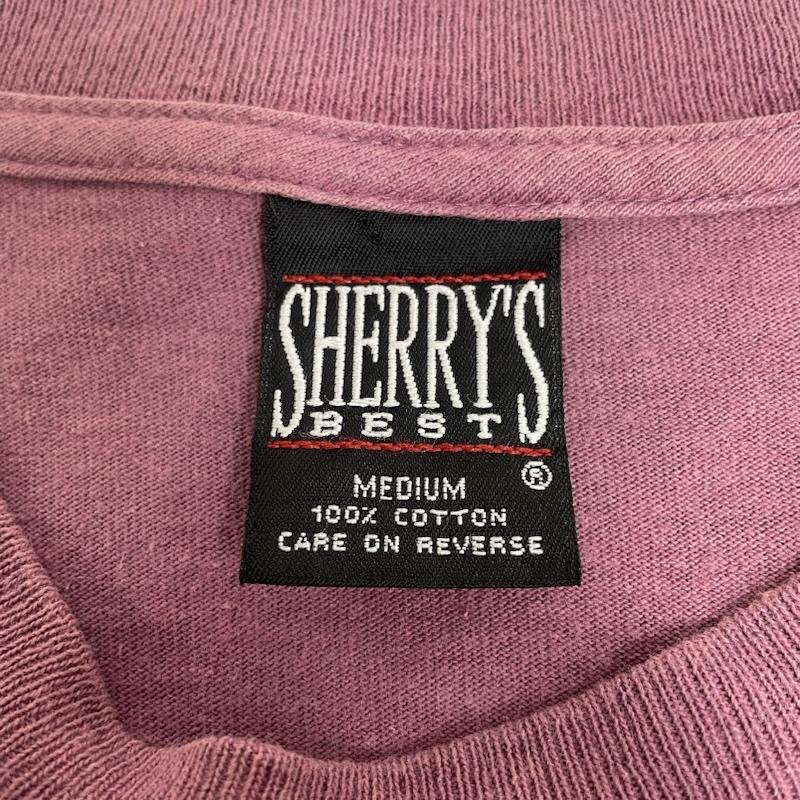 SHERRY'S
BEST
®
MEDIUM
100% COTTON
CARE ON REVERSE